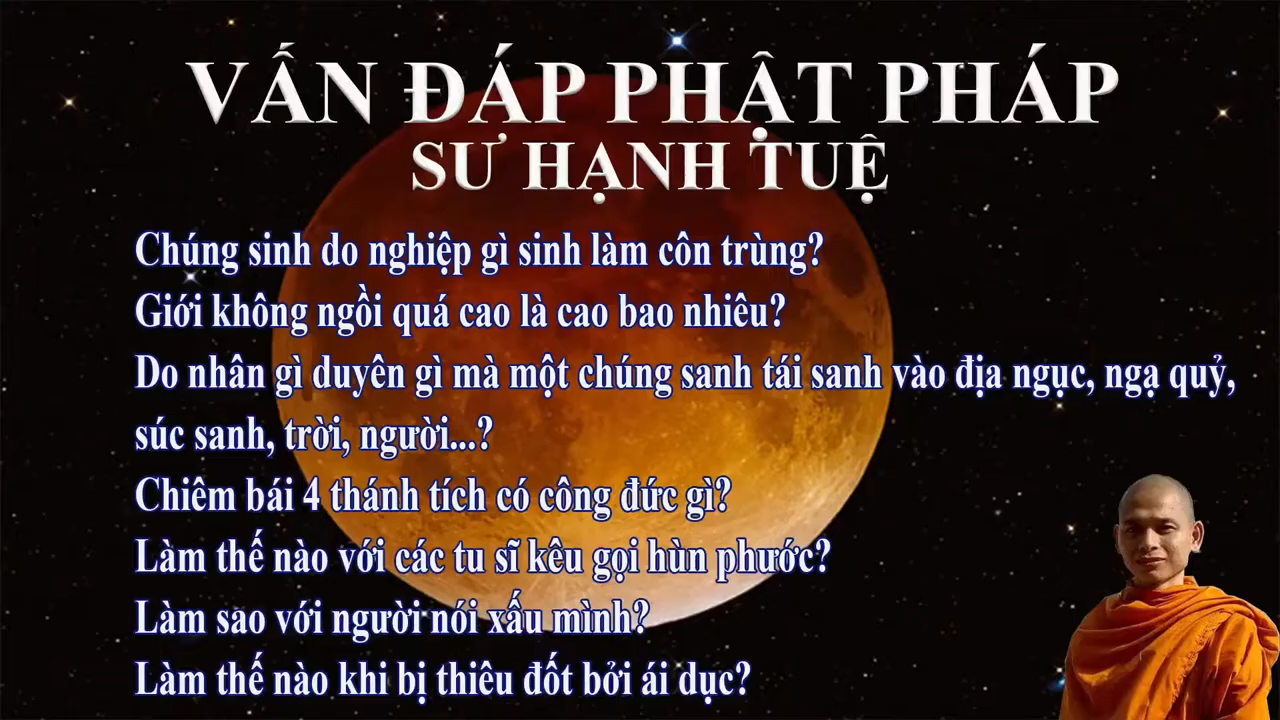 VẤN ĐÁP PHẬT PHÁP
SƯ HẠNH TUỆ
Chúng sinh do nghiệp gì sinh làm côn trùng?
Giới không ngồi quá cao là cao bao nhiêu?
Do nhân gì duyên gì mà một chúng sanh tái sanh vào địa ngục, ngạ quỷ,
súc sanh, trời, người...?
Chiêm bái 4 thánh tích có công đức gì?
Làm thế nào với các tu sĩ kêu gọi hùn phước?
Làm sao với người nói xấu mình?
Làm thế nào khi bị thiêu đốt bởi ái dục?